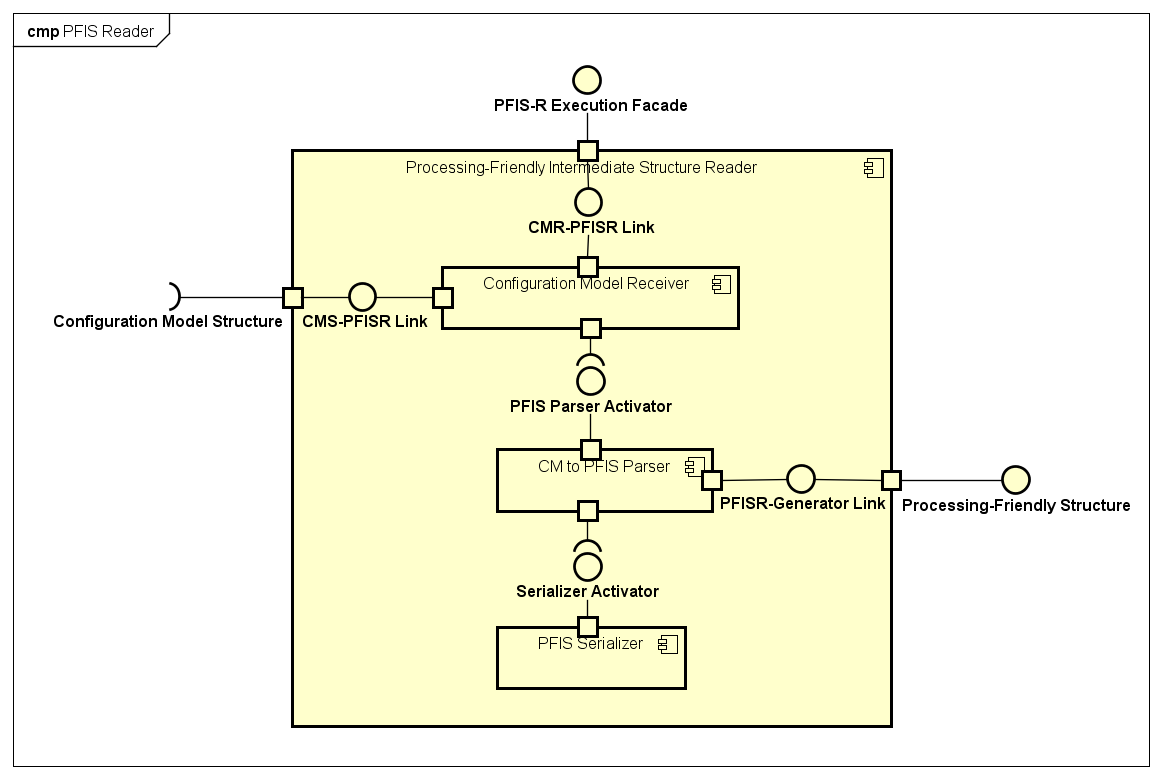 cmp PFIS Reader
PFIS-R Execution Facade
Processing-Friendly Intermediate Structure Reader
CMR-PFISR Link
Configuration Model Receiver
Configuration Model Structure
CMS-PFISR Link
PFIS Parser Activator
CM to PFIS Parser
PFISR-Generator Link
Processing-Friendly Structure
Serializer Activator
PFIS Serializer